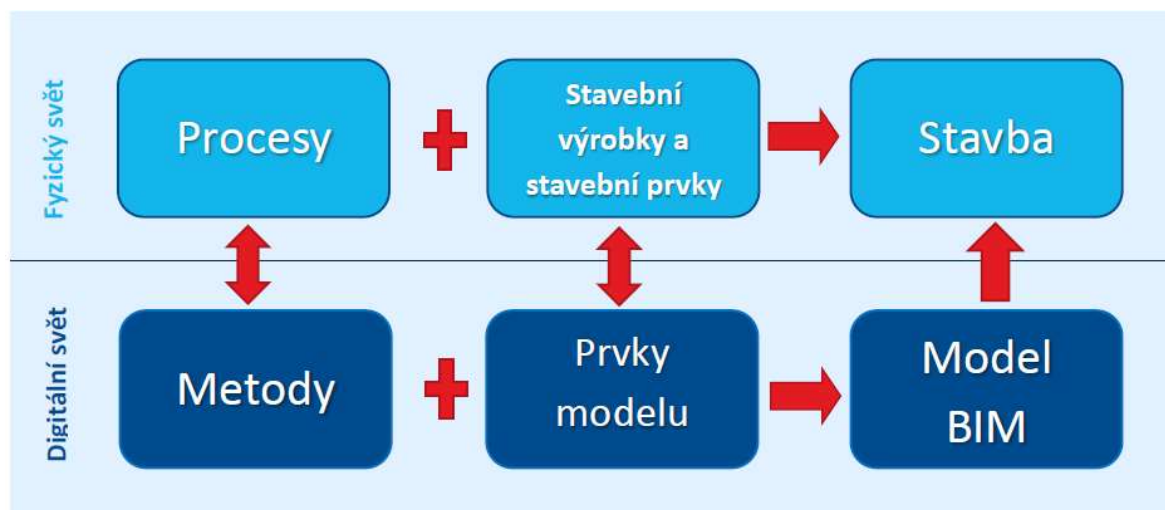 Fyzický svět
Procesy
Stavební
výrobky a
stavební prvky
Stavba
Digitální svět
Metody
Prvky
modelu
Model
BIM